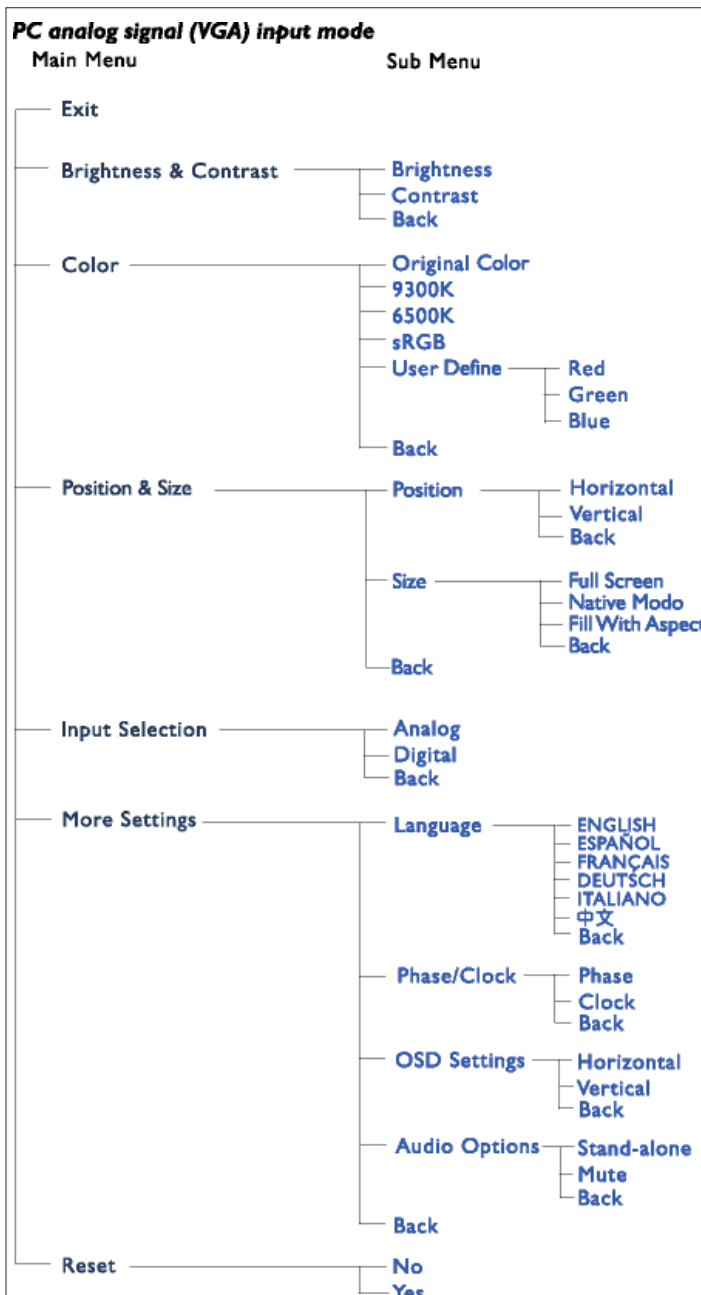 PC analog signal (VGA) input mode
Main Menu Sub Menu
Exit
Brightness & Contrast Brightness
Contrast
Back
Color Original Color
9300K
6500K
sRGB
User Define Red
Green
Blue
Back
Position & Size Position Horizontal
Vertical
Back
Size Full Screen
Native Modo
Fill With Aspect
Back
Back
Input Selection Analog
Digital
Back
More Settings Language ENGLISH
ESPAÑOL
FRANÇAIS
DEUTSCH
ITALIANO
中文
Back
Phase/Clock Phase
Clock
Back
OSD Settings Horizontal
Vertical
Back
Audio Options Stand-alone
Mute
Back
Back
Reset No
Yes